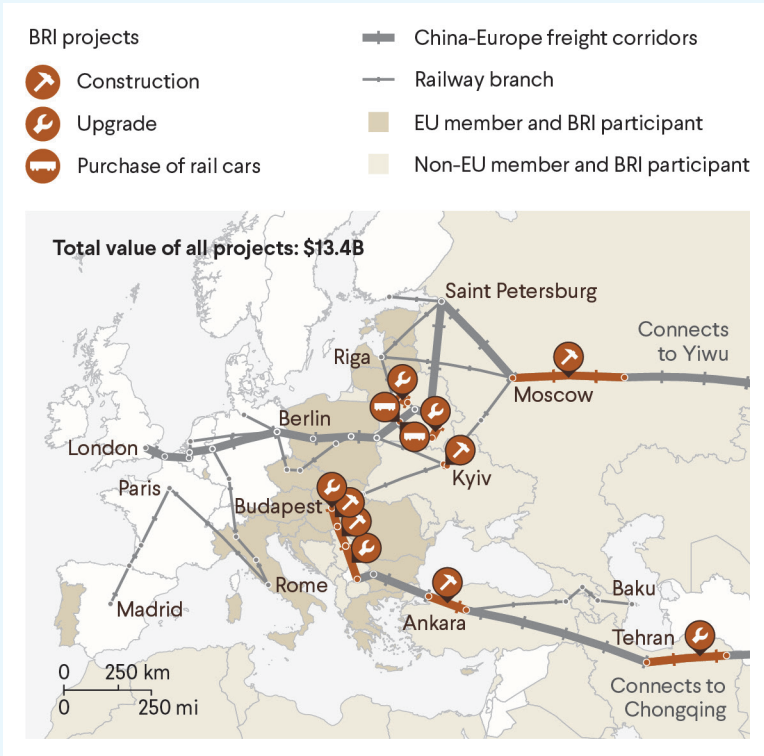 BRI projects
Construction
Upgrade
Purchase of rail cars
China-Europe freight corridors
Railway branch
EU member and BRI participant
Non-EU member and BRI participant
Total value of all projects: $13.4B
Saint Petersburg
Connects
to Yiwu
Riga
Moscow
Berlin
London
Kyiv
Paris
Budapest
Rome
Baku
Madrid
Ankara
Tehran
0 250 km
0 250 mi
Connects to
Chongqing